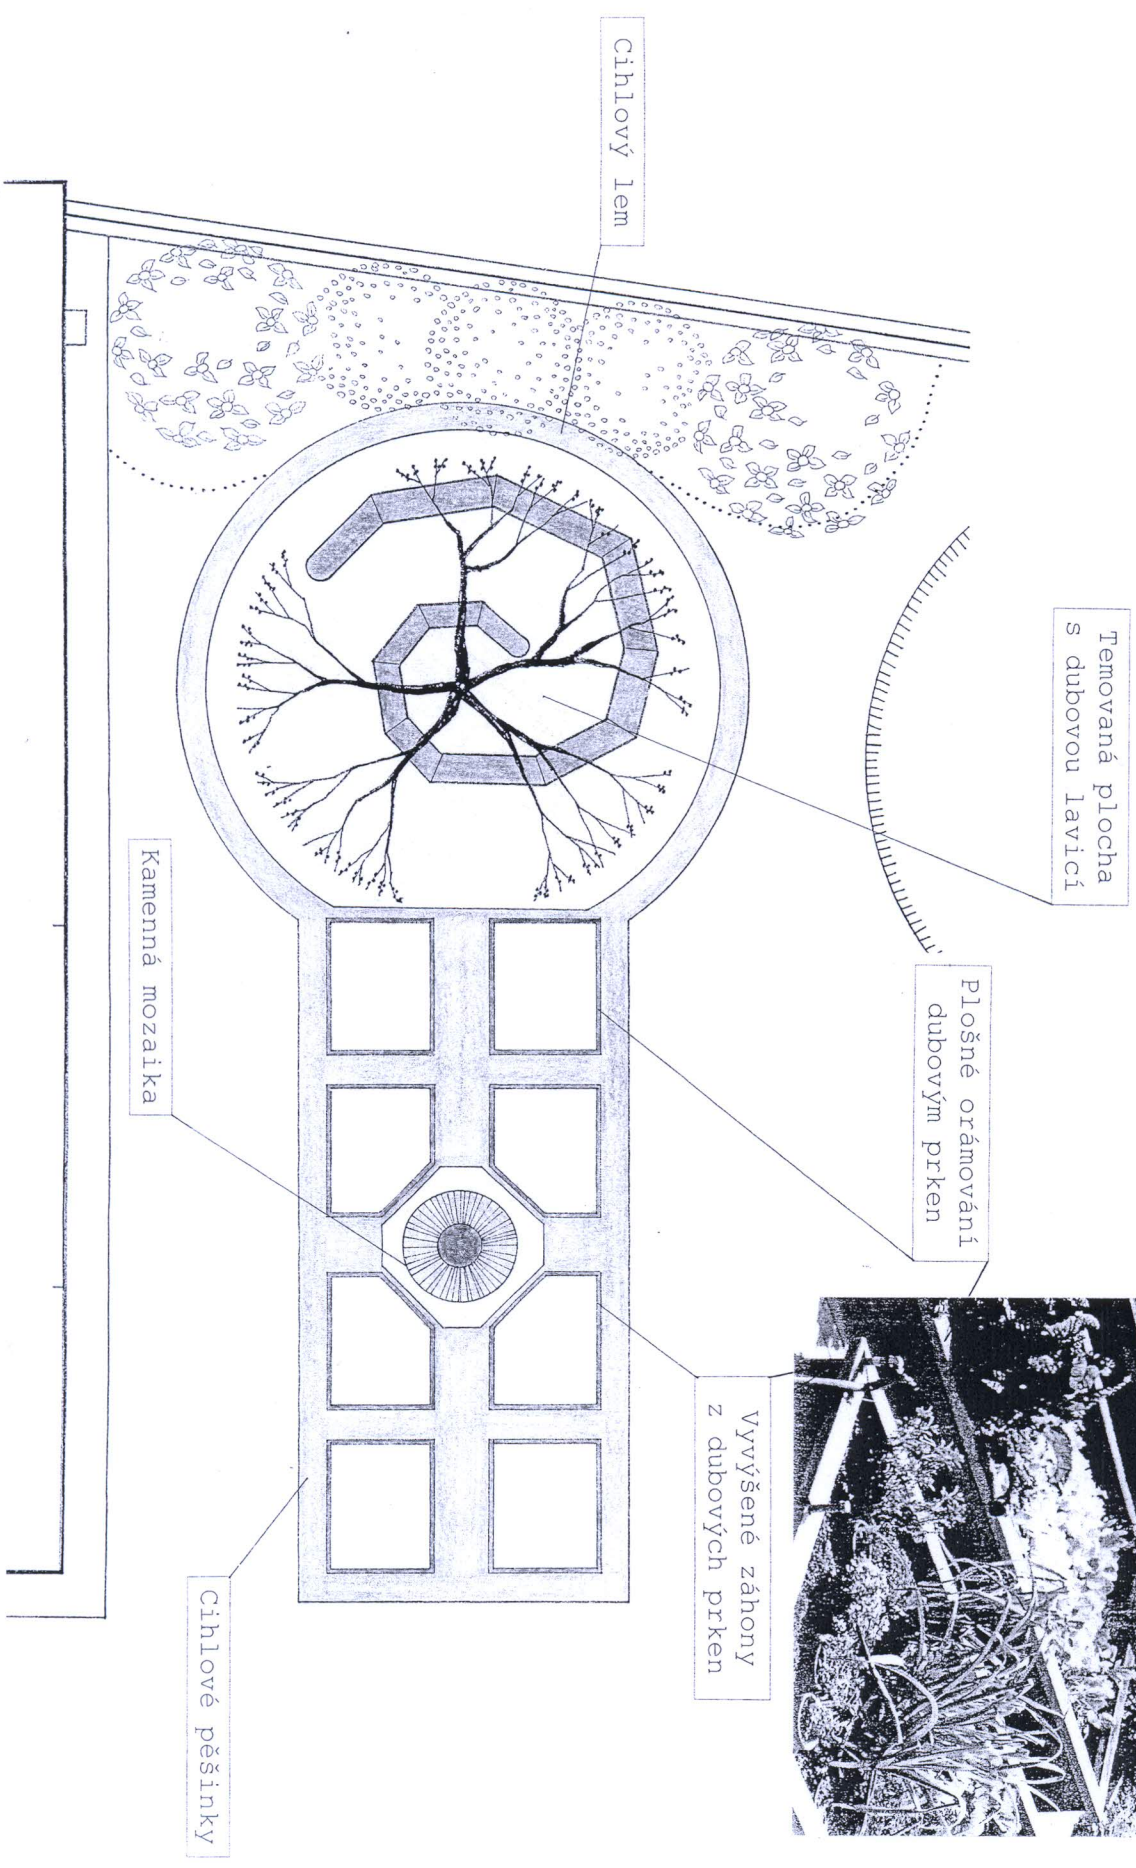 Temovaná plocha
s dubovou lavicí
Plošné orámování
dubovým prken
Vyvýšené záhony
z dubových prken
Cihlový lem
Cihlové pěšinky
Kamenná mozaika